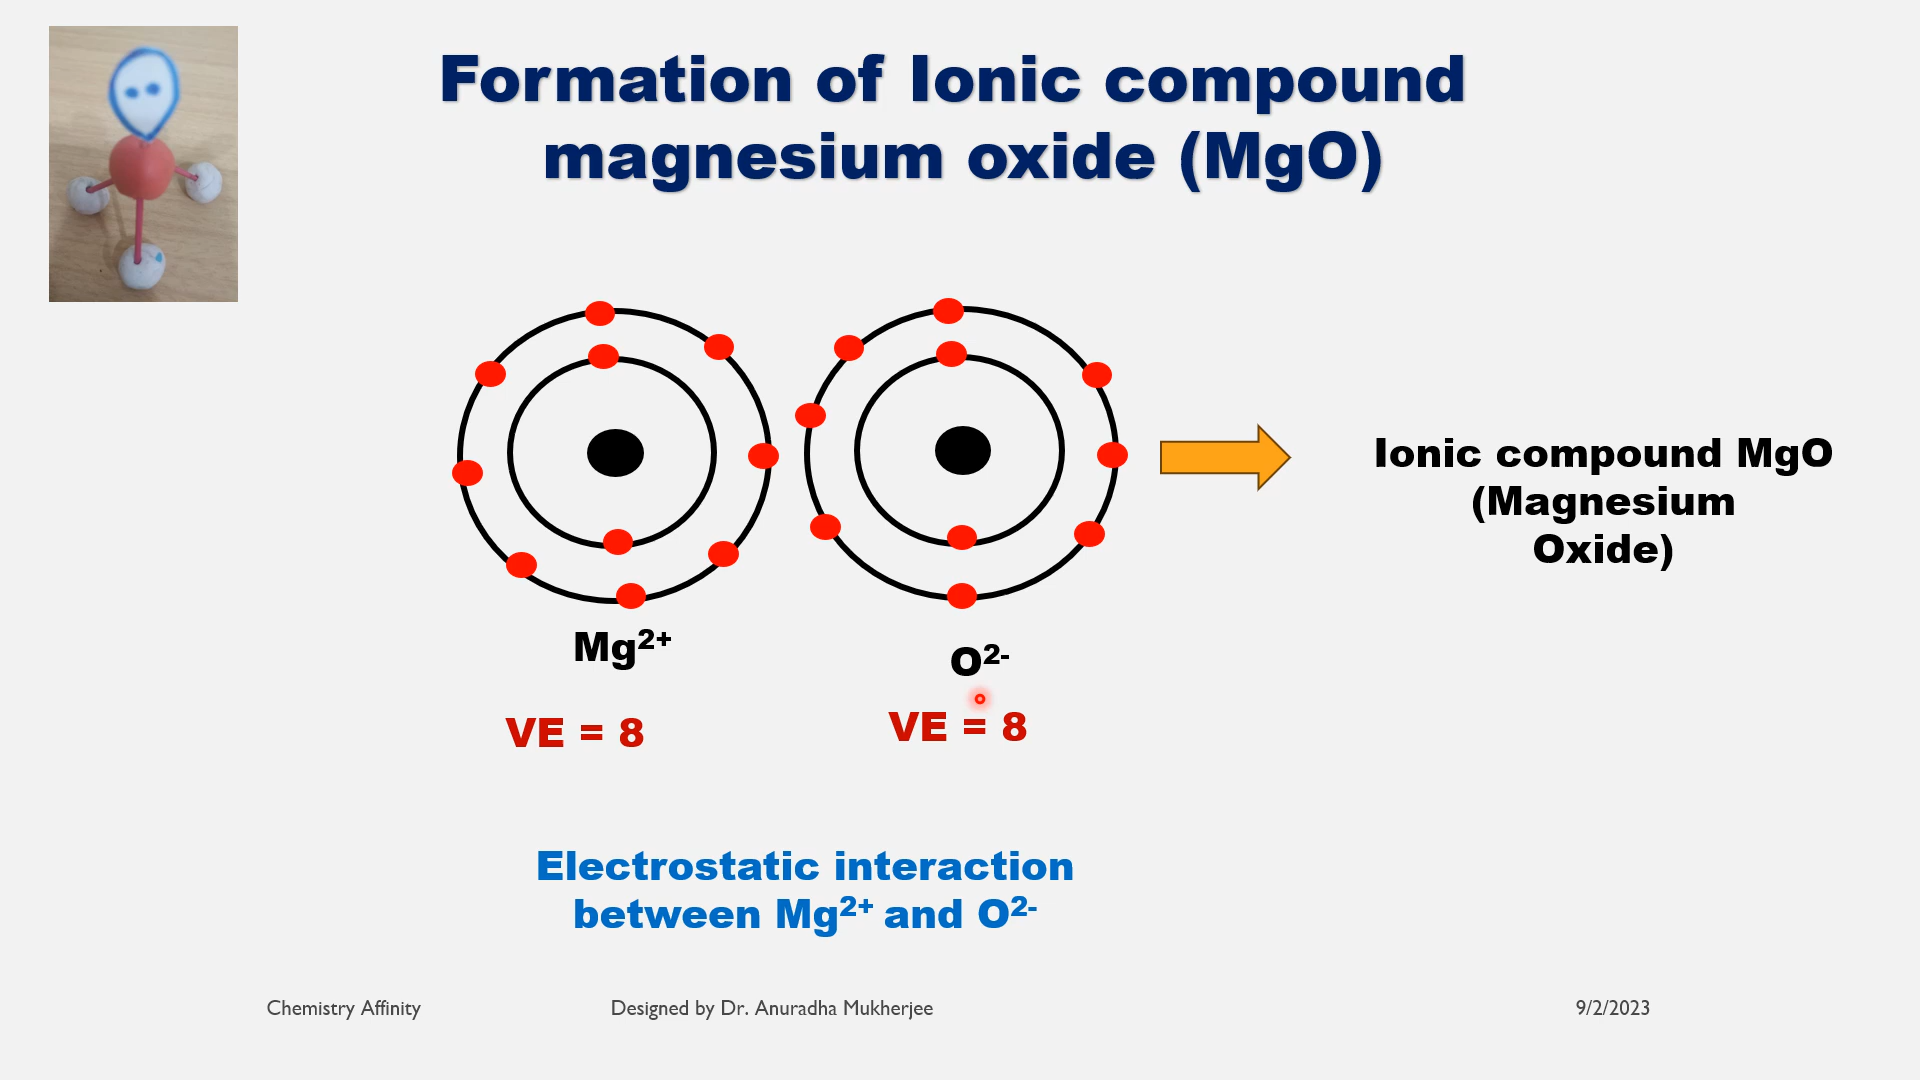 Formation of Ionic compound
magnesium oxide (MgO)
Ionic compound MgO
(Magnesium
Oxide)
Mg²⁺
O²⁻
VE = 8
VE = 8
Electrostatic interaction
between Mg²⁺ and O²⁻
Chemistry Affinity
Designed by Dr. Anuradha Mukherjee
9/2/2023